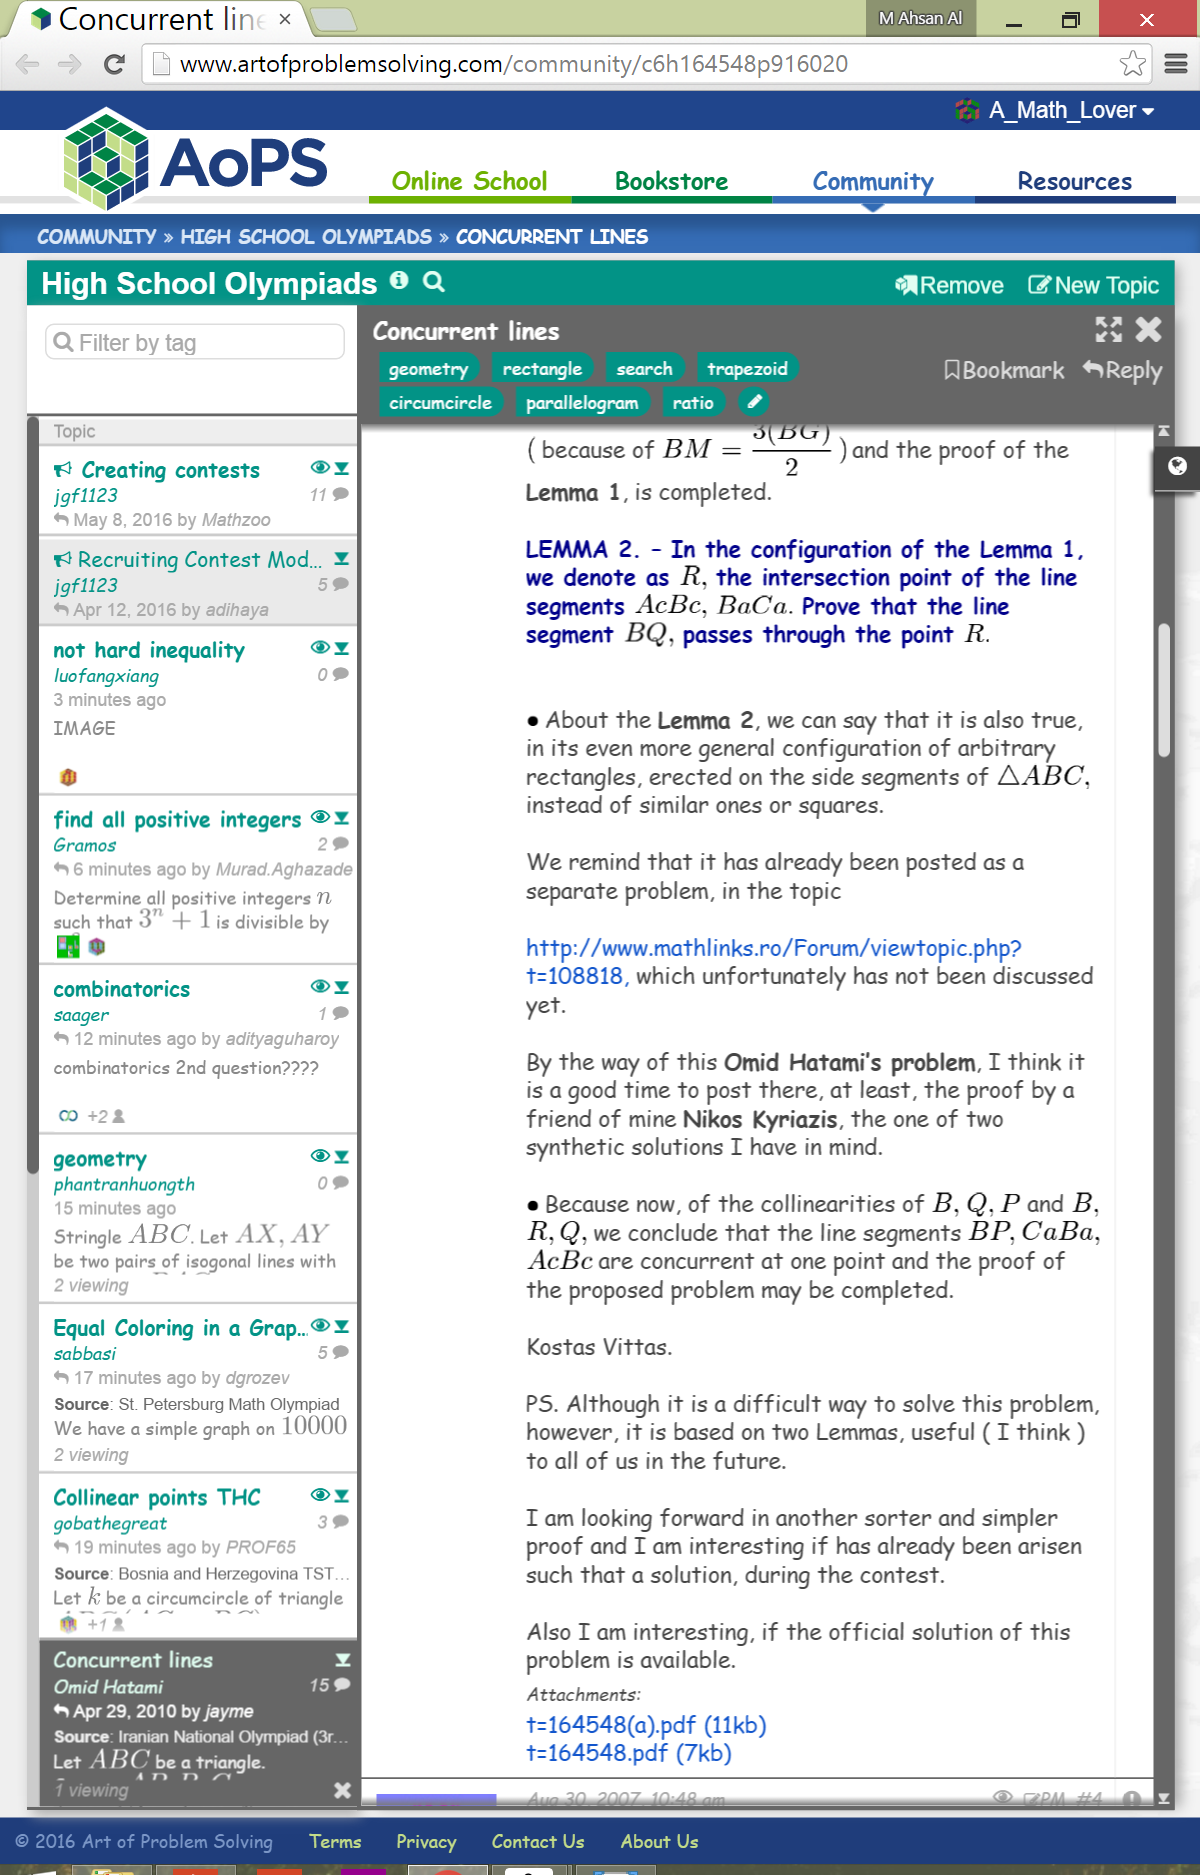 Concurrent line
M Ahsan Al
www.artofproblemsolving.com/community/c6h164548p916020
A_Math_Lover
AoPS
Online School
Bookstore
Community
Resources
COMMUNITY » HIGH SCHOOL OLYMPIADS » CONCURRENT LINES
High School Olympiads
Remove
New Topic
Filter by tag
Topic
Creating contests
jgf1123
11
May 8, 2016 by Mathzoo
Recruiting Contest Mod...
jgf1123
5
Apr 12, 2016 by adihaya
not hard inequality
luofangxiang
0
3 minutes ago
IMAGE
find all positive integers
Gramos
2
6 minutes ago by Murad.Aghazade
Determine all positive integers n
such that 3^n + 1 is divisible by
combinatorics
saager
1
12 minutes ago by adityaguharoy
combinatorics 2nd question????
+2
geometry
phantranhuongth
0
15 minutes ago
Stringle ABC. Let AX, AY
be two pairs of isogonal lines with
2 viewing
Equal Coloring in a Grap...
sabbasi
5
17 minutes ago by dgrozev
Source: St. Petersburg Math Olympiad
We have a simple graph on 10000
2 viewing
Collinear points THC
gobathegreat
3
19 minutes ago by PROF65
Source: Bosnia and Herzegovina TST...
Let k be a circumcircle of triangle
+1
Concurrent lines
Omid Hatami
15
Apr 29, 2010 by jayme
Source: Iranian National Olympiad (3r...
Let ABC be a triangle.
1 viewing
Concurrent lines
geometry
rectangle
search
trapezoid
circumcircle
parallelogram
ratio
Bookmark
Reply
( because of BM = 3(BG)/2 ) and the proof of the
Lemma 1, is completed.
LEMMA 2. - In the configuration of the Lemma 1,
we denote as R, the intersection point of the line
segments AcBc, BaCa. Prove that the line
segment BQ, passes through the point R.
● About the Lemma 2, we can say that it is also true,
in its even more general configuration of arbitrary
rectangles, erected on the side segments of △ABC,
instead of similar ones or squares.
We remind that it has already been posted as a
separate problem, in the topic
http://www.mathlinks.ro/Forum/viewtopic.php?
t=108818, which unfortunately has not been discussed
yet.
By the way of this Omid Hatami's problem, I think it
is a good time to post there, at least, the proof by a
friend of mine Nikos Kyriazis, the one of two
synthetic solutions I have in mind.
● Because now, of the collinearities of B, Q, P and B,
R, Q, we conclude that the line segments BP, CaBa,
AcBc are concurrent at one point and the proof of
the proposed problem may be completed.
Kostas Vittas.
PS. Although it is a difficult way to solve this problem,
however, it is based on two Lemmas, useful ( I think )
to all of us in the future.
I am looking forward in another sorter and simpler
proof and I am interesting if has already been arisen
such that a solution, during the contest.
Also I am interesting, if the official solution of this
problem is available.
Attachments:
t=164548(a).pdf (11kb)
t=164548.pdf (7kb)
Aug 30, 2007, 10:48 am
PM #4
© 2016 Art of Problem Solving
Terms
Privacy
Contact Us
About Us